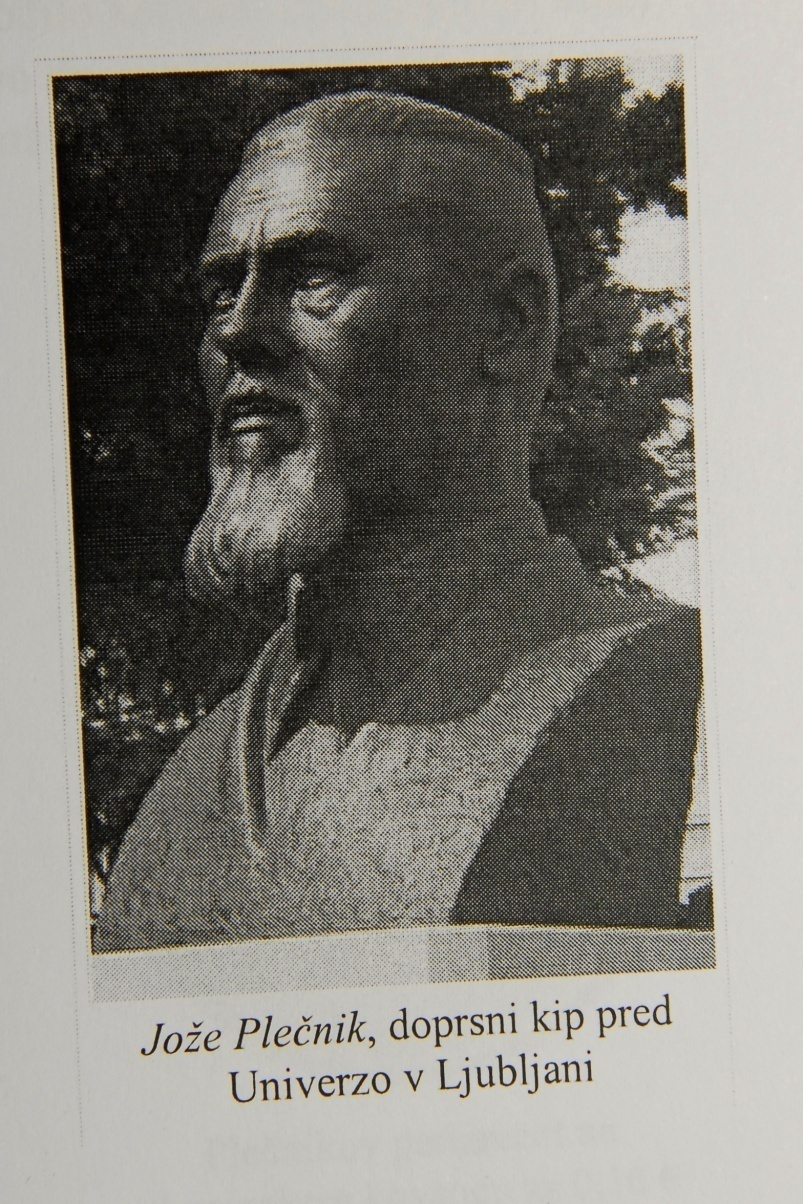 Jože Plečnik, doprsni kip pred
Univerzo v Ljubljani